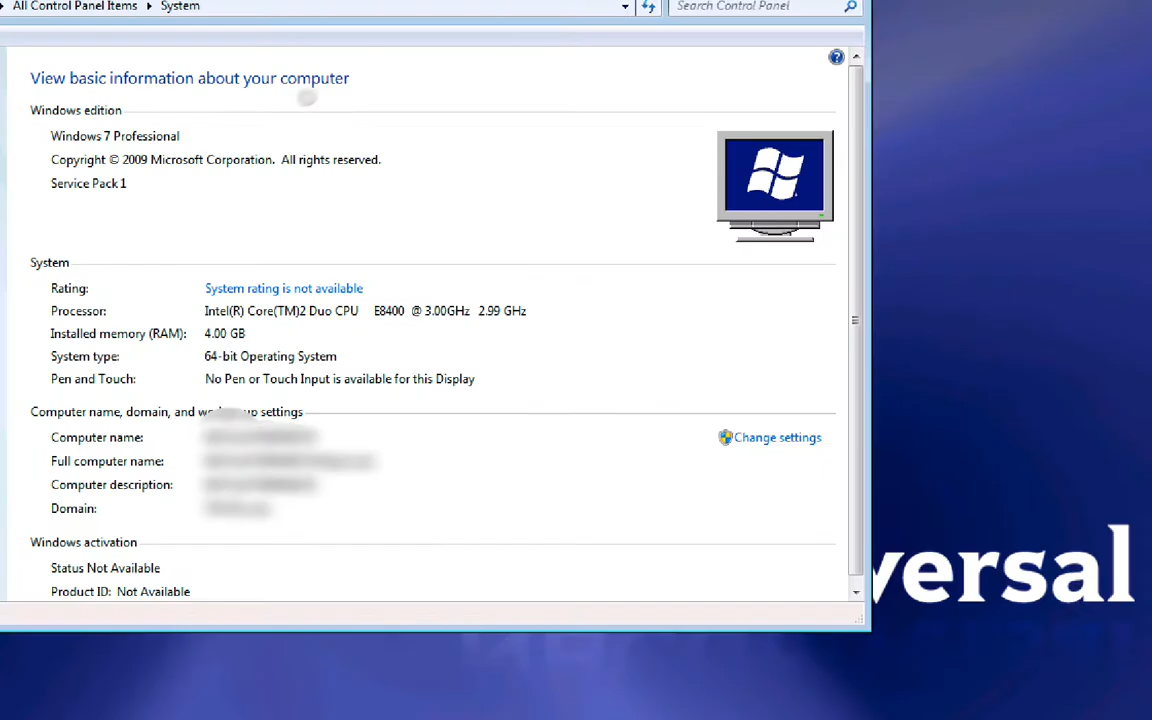 All Control Panel Items System
Search Control Panel
View basic information about your computer
Windows edition
Windows 7 Professional
Copyright © 2009 Microsoft Corporation. All rights reserved.
Service Pack 1
System
Rating: System rating is not available
Processor: Intel(R) Core(TM)2 Duo CPU E8400 @ 3.00GHz 2.99 GHz
Installed memory (RAM): 4.00 GB
System type: 64-bit Operating System
Pen and Touch: No Pen or Touch Input is available for this Display
Computer name, domain, and workgroup settings
Computer name:
Change settings
Full computer name:
Computer description:
Domain:
Windows activation
Status Not Available
Product ID: Not Available
versal